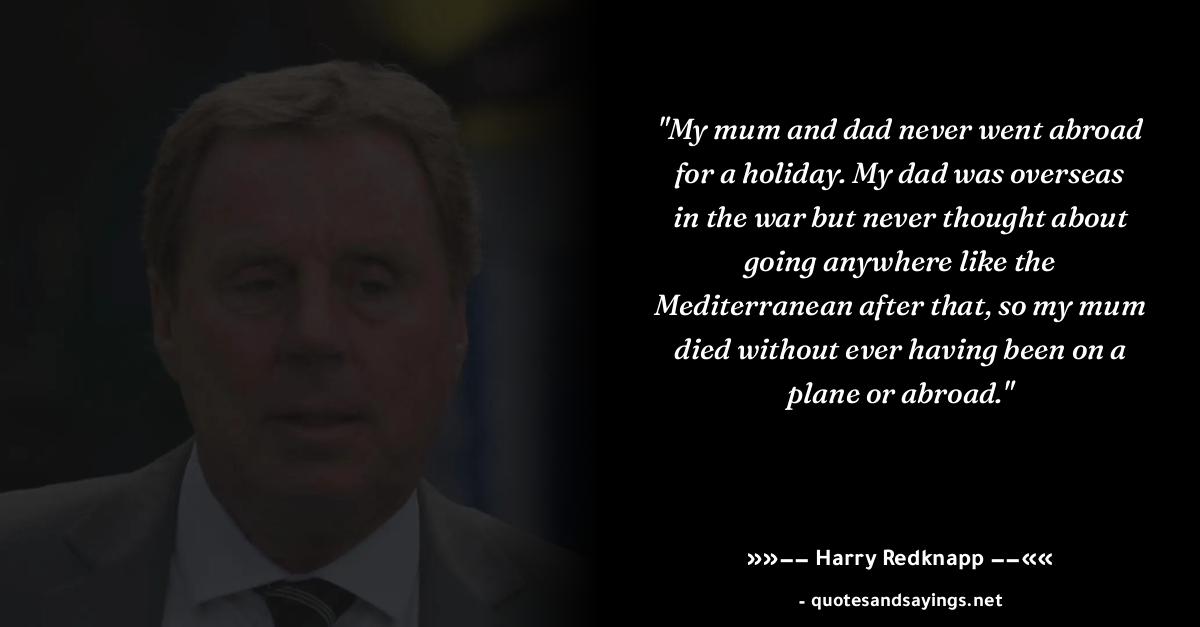 "My mum and dad never went abroad
for a holiday. My dad was overseas
in the war but never thought about
going anywhere like the
Mediterranean after that, so my mum
died without ever having been on a
plane or abroad."
»»–– Harry Redknapp ––««
- quotesandsayings.net